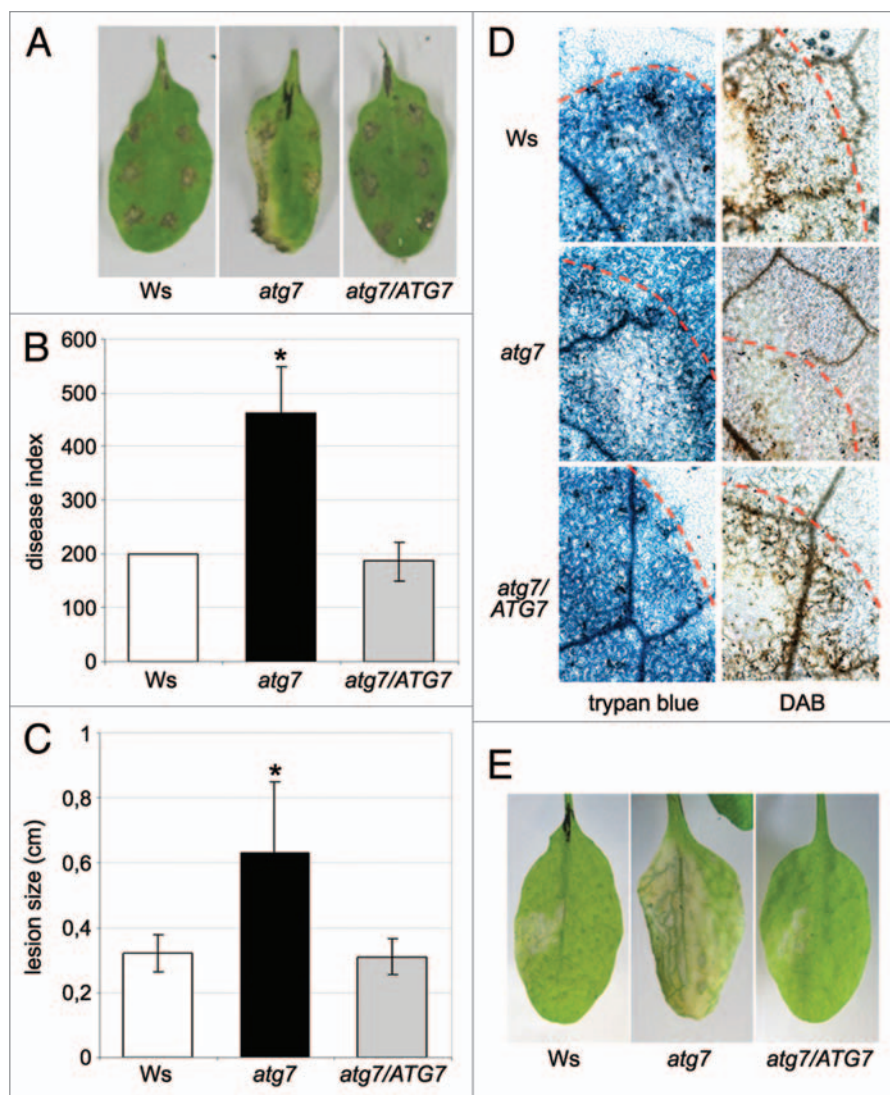 A
Ws atg7 atg7/ATG7
B
600
500
400
300
200
100
0
disease index
*
Ws atg7 atg7/ATG7
C
1
0,8
0,6
0,4
0,2
0
lesion size (cm)
*
Ws atg7 atg7/ATG7
D
Ws
atg7
atg7/
ATG7
trypan blue DAB
E
Ws atg7 atg7/ATG7